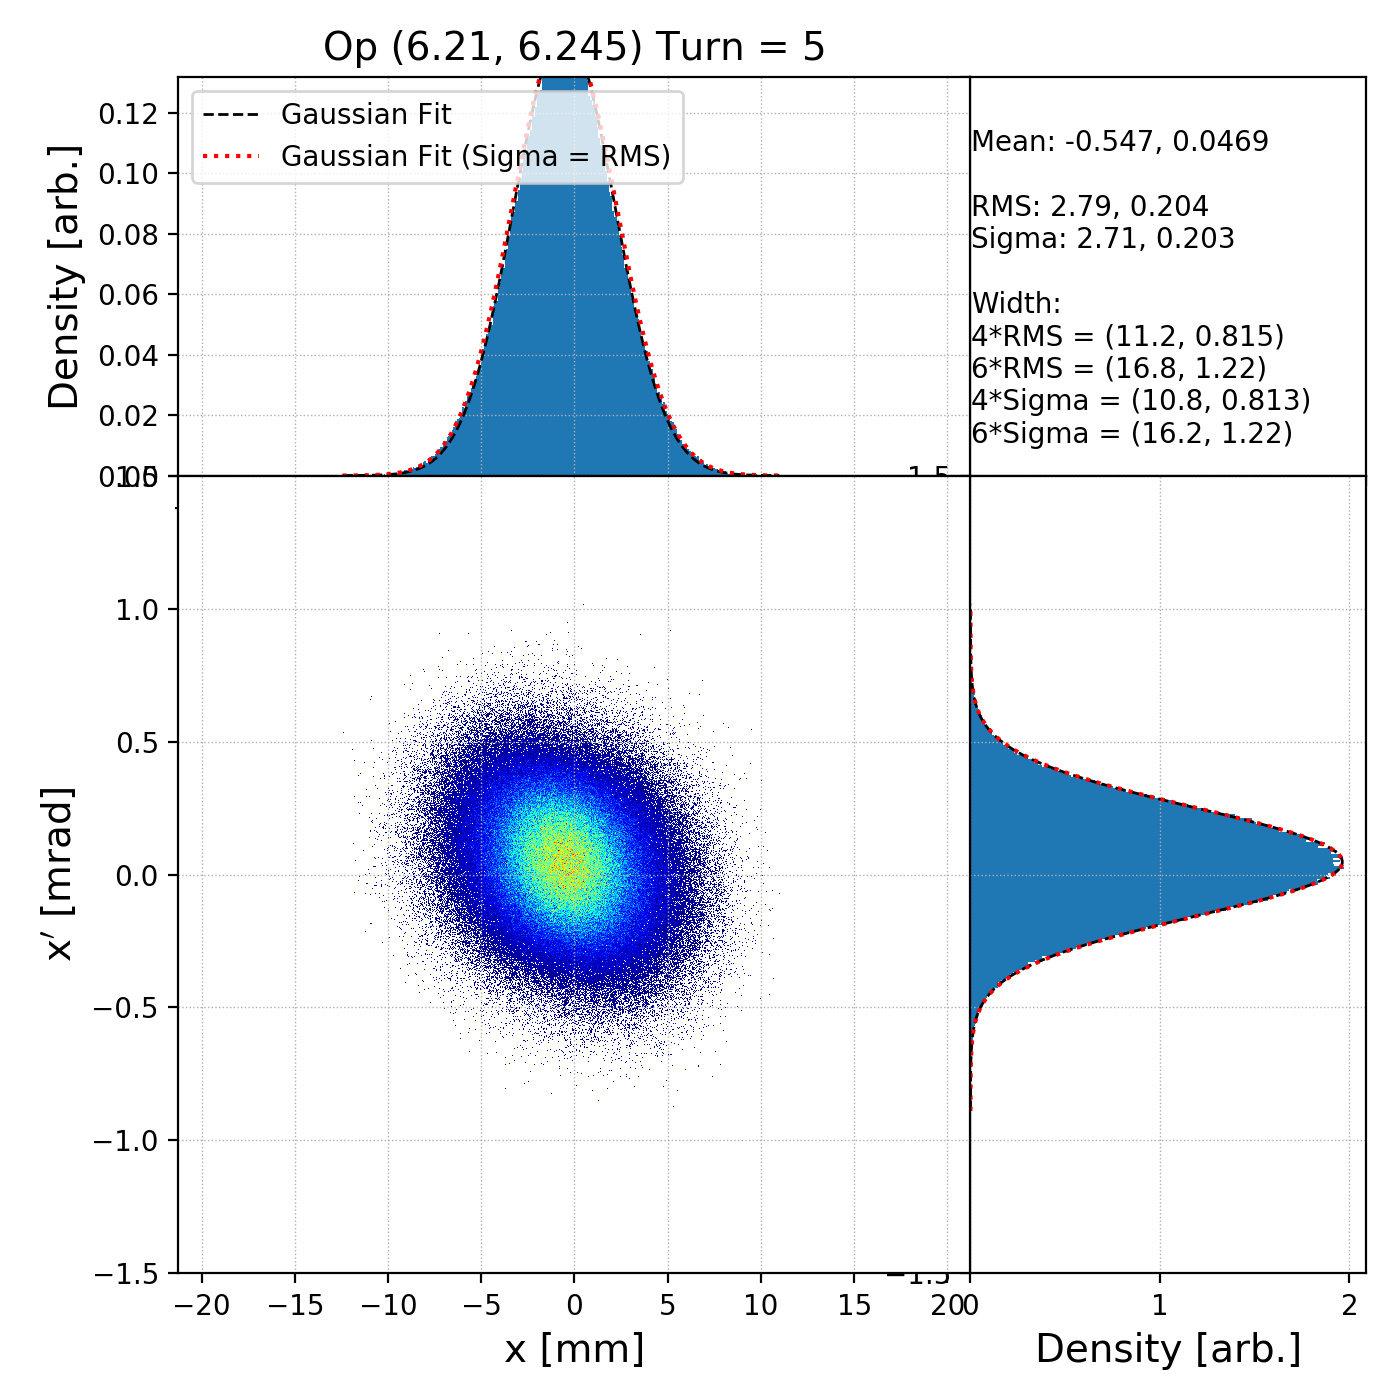 Op (6.21, 6.245) Turn = 5
Gaussian Fit
Gaussian Fit (Sigma = RMS)
Density [arb.]
0.12
0.10
0.08
0.06
0.04
0.02
Mean: -0.547, 0.0469
RMS: 2.79, 0.204
Sigma: 2.71, 0.203
Width:
4*RMS = (11.2, 0.815)
6*RMS = (16.8, 1.22)
4*Sigma = (10.8, 0.813)
6*Sigma = (16.2, 1.22)
x′ [mrad]
1.0
0.5
0.0
−0.5
−1.0
−1.5
−20 −15 −10 −5 0 5 10 15 20
x [mm]
0 1 2
Density [arb.]